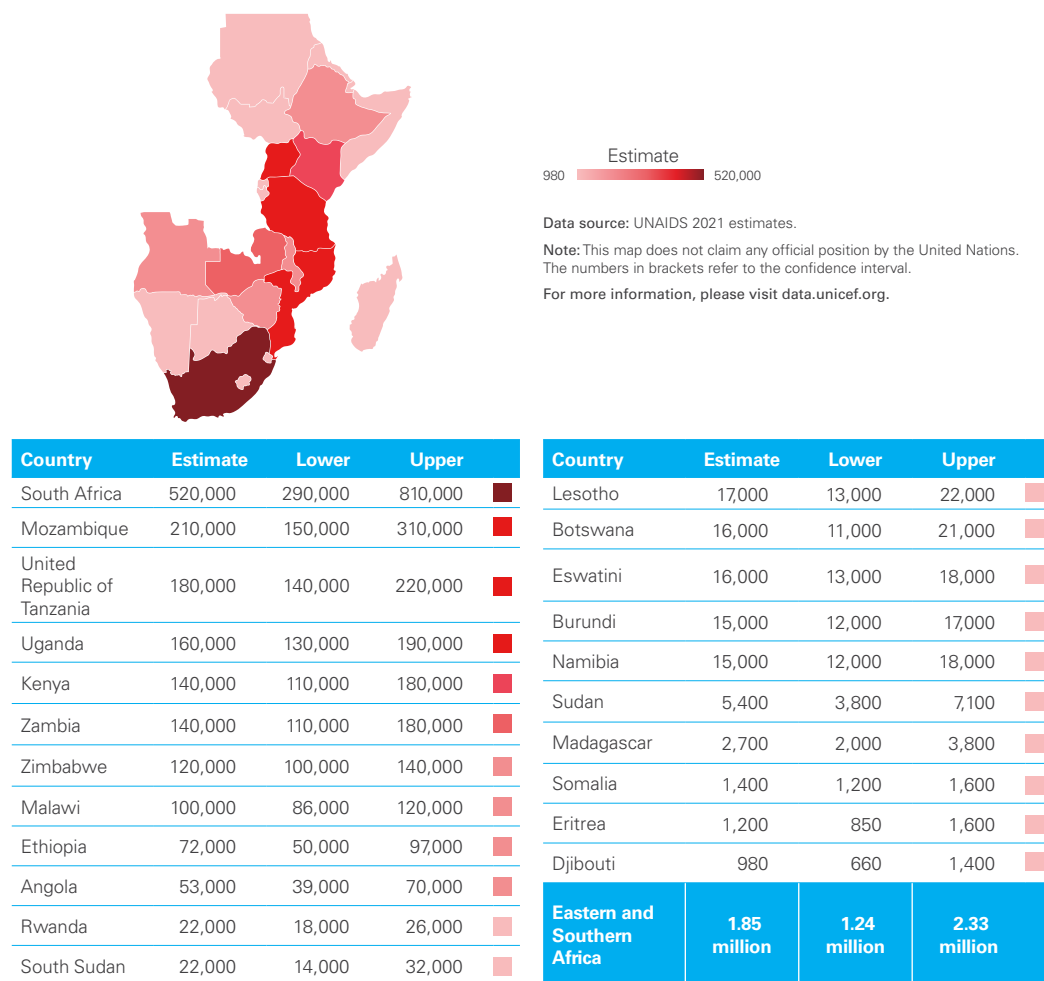 Estimate
980 520,000
Data source: UNAIDS 2021 estimates.
Note: This map does not claim any official position by the United Nations.
The numbers in brackets refer to the confidence interval.
For more information, please visit data.unicef.org.
Country Estimate Lower Upper
South Africa 520,000 290,000 810,000
Mozambique 210,000 150,000 310,000
United
Republic of
Tanzania
180,000 140,000 220,000
Uganda 160,000 130,000 190,000
Kenya 140,000 110,000 180,000
Zambia 140,000 110,000 180,000
Zimbabwe 120,000 100,000 140,000
Malawi 100,000 86,000 120,000
Ethiopia 72,000 50,000 97,000
Angola 53,000 39,000 70,000
Rwanda 22,000 18,000 26,000
South Sudan 22,000 14,000 32,000
Country Estimate Lower Upper
Lesotho 17,000 13,000 22,000
Botswana 16,000 11,000 21,000
Eswatini 16,000 13,000 18,000
Burundi 15,000 12,000 17,000
Namibia 15,000 12,000 18,000
Sudan 5,400 3,800 7,100
Madagascar 2,700 2,000 3,800
Somalia 1,400 1,200 1,600
Eritrea 1,200 850 1,600
Djibouti 980 660 1,400
Eastern and
Southern
Africa
1.85 1.24 2.33
million million million